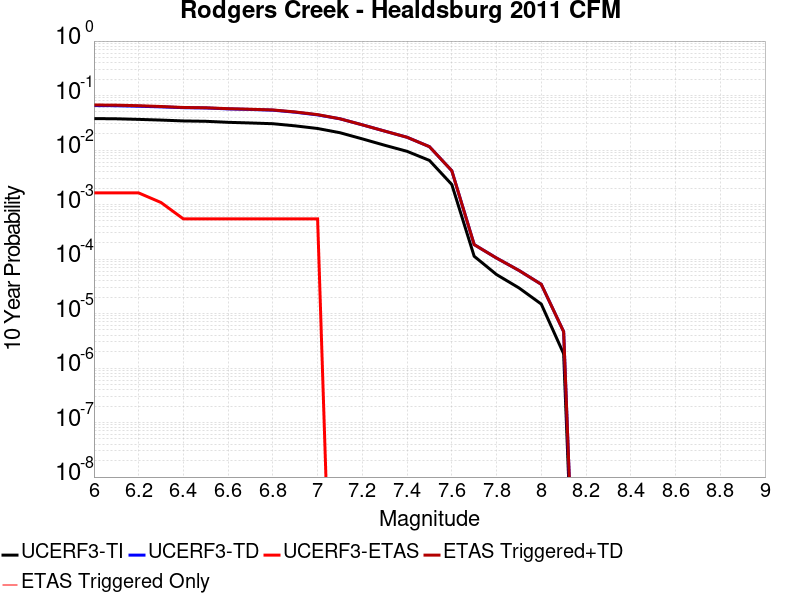 Rodgers Creek - Healdsburg 2011 CFM
10 Year Probability
10^0
10^-1
10^-2
10^-3
10^-4
10^-5
10^-6
10^-7
10^-8
6 6.2 6.4 6.6 6.8 7 7.2 7.4 7.6 7.8 8 8.2 8.4 8.6 8.8 9
Magnitude
UCERF3-TI UCERF3-TD UCERF3-ETAS ETAS Triggered+TD
ETAS Triggered Only